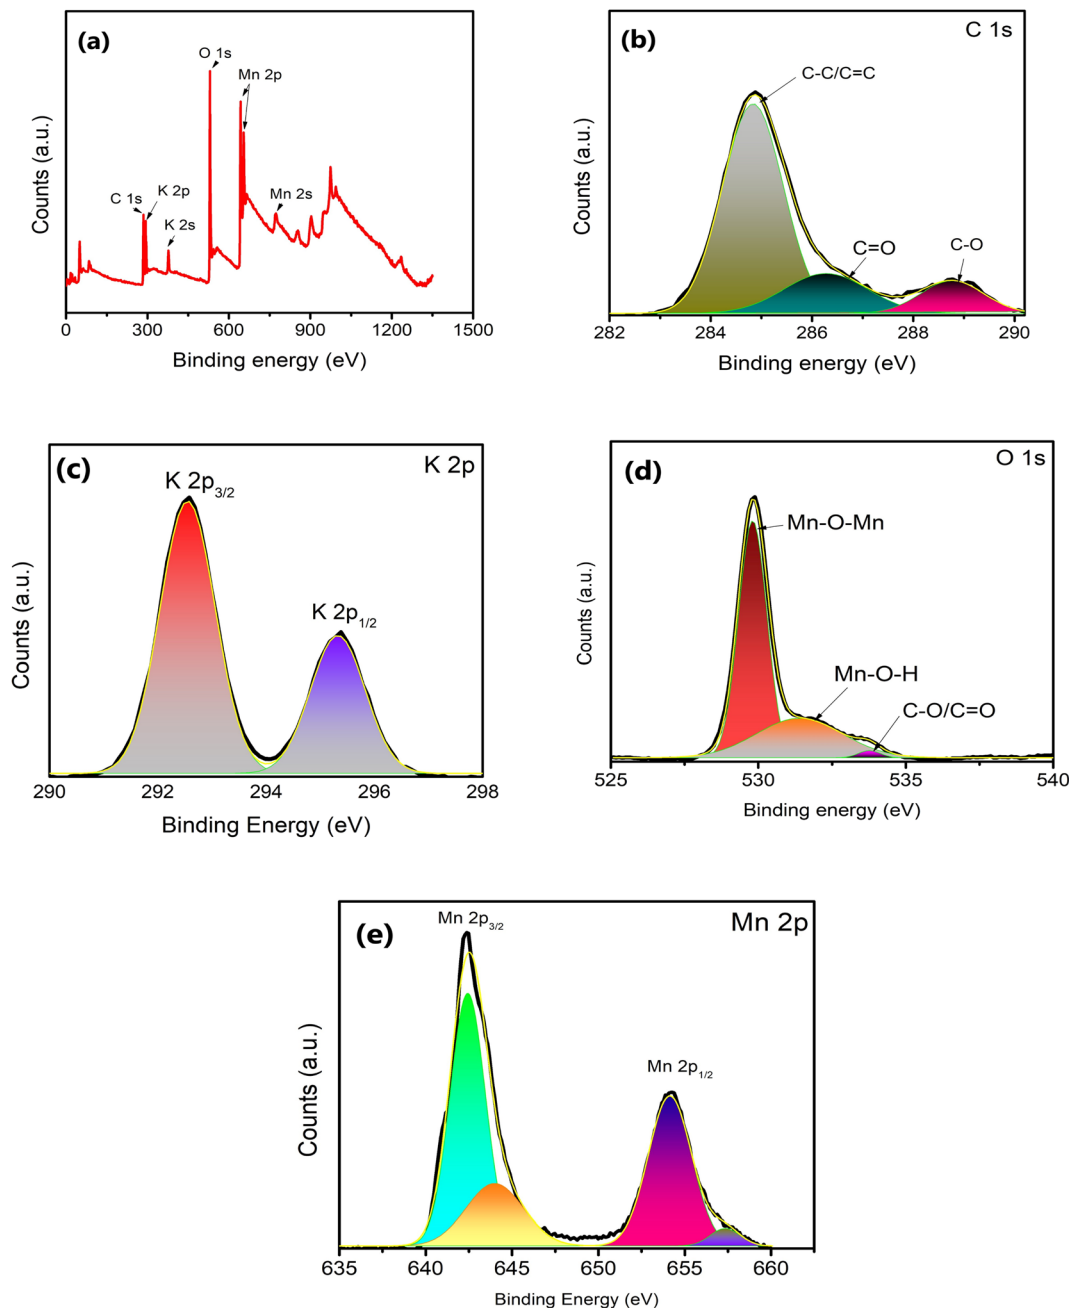 (a)
O 1s
Mn 2p
C 1s
K 2p
K 2s
Mn 2s
Counts (a.u.)
0 300 600 900 1200 1500
Binding energy (eV)
(b)
C 1s
C-C/C=C
C=O
C-O
Counts (a.u.)
282 284 286 288 290
Binding energy (eV)
(c)
K 2p
K 2p3/2
K 2p1/2
Counts (a.u.)
290 292 294 296 298
Binding Energy (eV)
(d)
O 1s
Mn-O-Mn
Mn-O-H
C-O/C=O
Counts (a.u.)
525 530 535 540
Binding energy (eV)
(e)
Mn 2p
Mn 2p3/2
Mn 2p1/2
Counts (a.u.)
635 640 645 650 655 660
Binding Energy (eV)